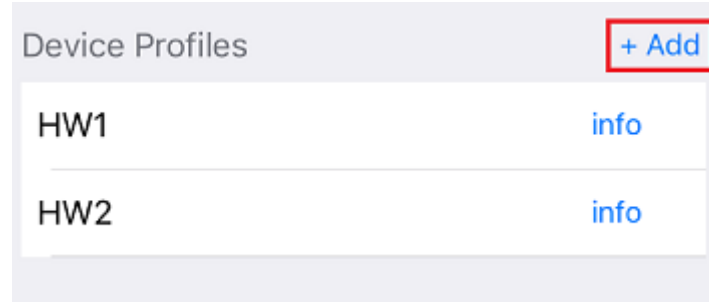 Device Profiles + Add
HW1 info
HW2 info